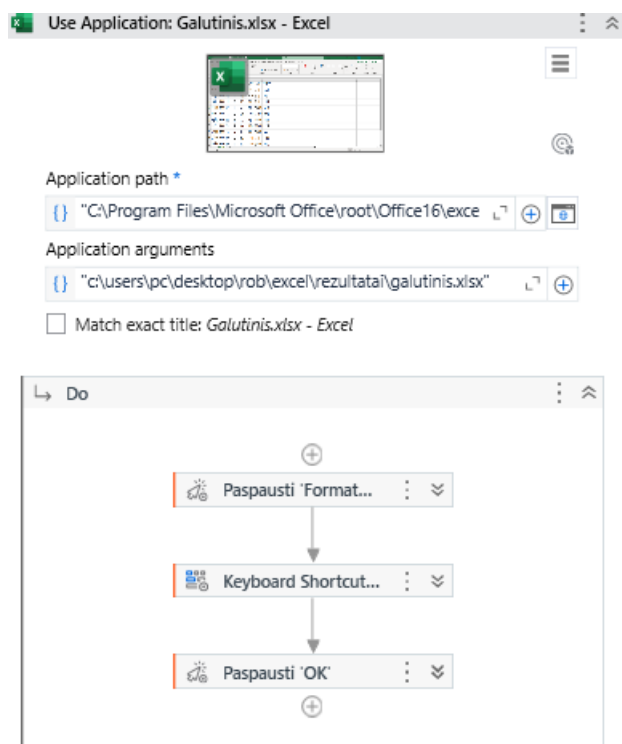 Use Application: Galutinis.xlsx - Excel
Application path *
"C:\Program Files\Microsoft Office\root\Office16\exce
Application arguments
"c:\users\pc\desktop\rob\excel\rezultatai\galutinis.xlsx"
Match exact title: Galutinis.xlsx - Excel
Do
Paspausti 'Format...
Keyboard Shortcut...
Paspausti 'OK'